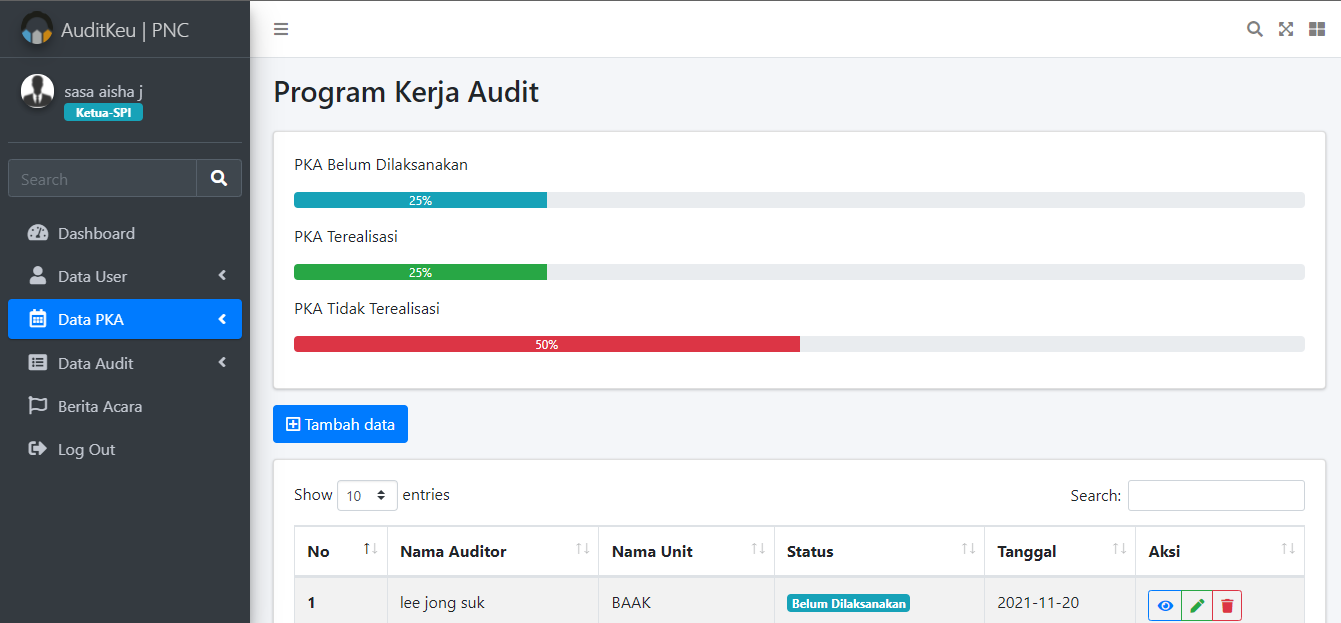 AuditKeu | PNC
sasa aisha j
Ketua-SPI
Search
Dashboard
Data User
Data PKA
Data Audit
Berita Acara
Log Out
Program Kerja Audit
PKA Belum Dilaksanakan
25%
PKA Terealisasi
25%
PKA Tidak Terealisasi
50%
Tambah data
Show 10 entries
Search:
No Nama Auditor Nama Unit Status Tanggal Aksi
1 lee jong suk BAAK Belum Dilaksanakan 2021-11-20